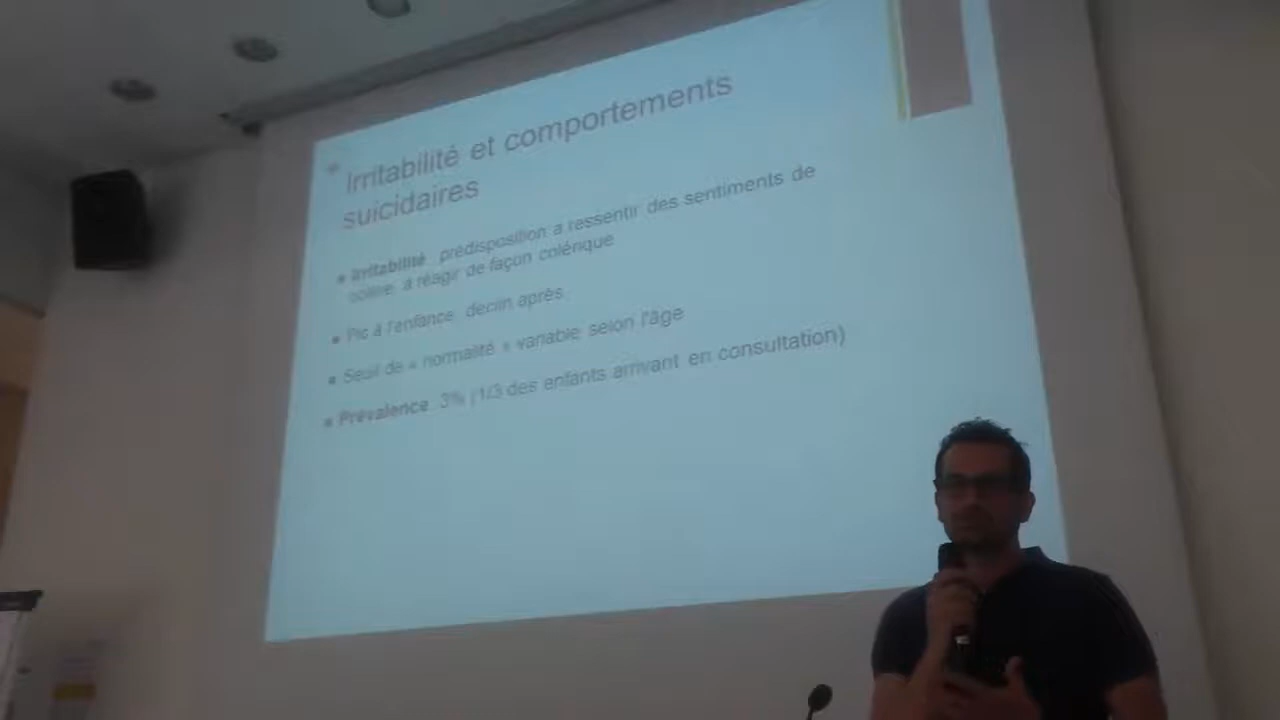 * Irritabilité et comportements
suicidaires
Irritabilité : prédisposition à ressentir des sentiments de
colère, à réagir de façon colérique
Pic à l'enfance, déclin après
Seuil de « normalité » variable selon l'âge
Prévalence : 3% (1/3 des enfants arrivant en consultation)